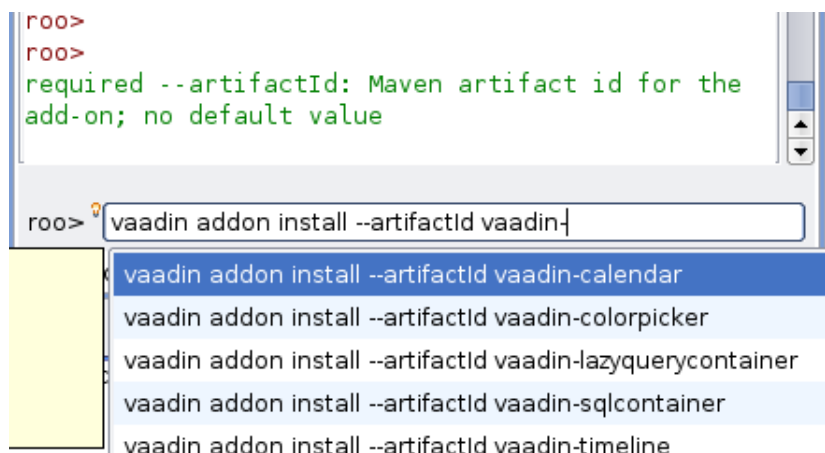 roo>
roo>
required --artifactId: Maven artifact id for the
add-on; no default value
roo> vaadin addon install --artifactId vaadin-
vaadin addon install --artifactId vaadin-calendar
vaadin addon install --artifactId vaadin-colorpicker
vaadin addon install --artifactId vaadin-lazyquerycontainer
vaadin addon install --artifactId vaadin-sqlcontainer
vaadin addon install --artifactId vaadin-timeline